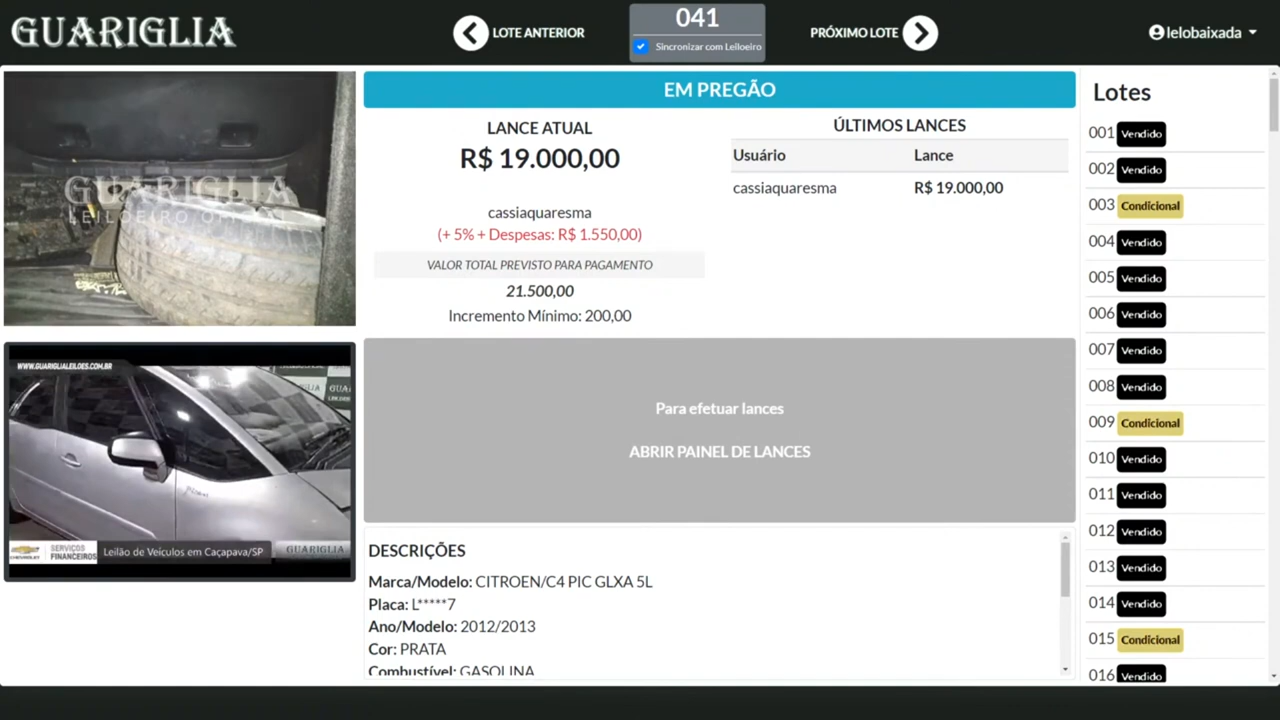 GUARIGLIA
LOTE ANTERIOR
041
Sincronizar com Leiloeiro
PRÓXIMO LOTE
lelobaixada
GUARIGLIA
LEILOEIRO OFICIAL
EM PREGÃO
LANCE ATUAL
R$ 19.000,00
cassiaquaresma
(+ 5% + Despesas: R$ 1.550,00)
VALOR TOTAL PREVISTO PARA PAGAMENTO
21.500,00
Incremento Mínimo: 200,00
ÚLTIMOS LANCES
Usuário Lance
cassiaquaresma R$ 19.000,00
Para efetuar lances
ABRIR PAINEL DE LANCES
WWW.GUARIGLIALEILOES.COM.BR
CHEVROLET
SERVIÇOS
FINANCEIROS
Leilão de Veículos em Caçapava/SP
GUARIGLIA
DESCRIÇÕES
Marca/Modelo: CITROEN/C4 PIC GLXA 5L
Placa: L*****7
Ano/Modelo: 2012/2013
Cor: PRATA
Combustível: GASOLINA
Lotes
001 Vendido
002 Vendido
003 Condicional
004 Vendido
005 Vendido
006 Vendido
007 Vendido
008 Vendido
009 Condicional
010 Vendido
011 Vendido
012 Vendido
013 Vendido
014 Vendido
015 Condicional
016 Vendido